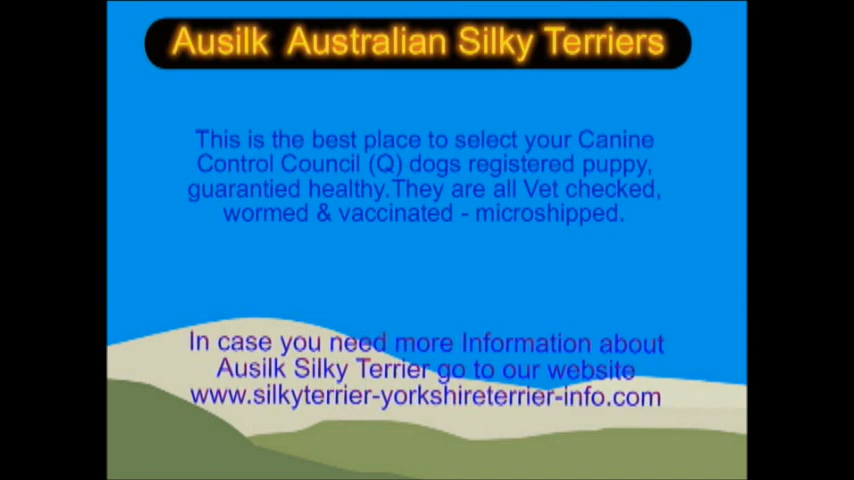 Ausilk Australian Silky Terriers
This is the best place to select your Canine
Control Council (Q) dogs registered puppy,
guarantied healthy.They are all Vet checked,
wormed & vaccinated - microshipped.
In case you need more Information about
Ausilk Silky Terrier go to our website
www.silkyterrier-yorkshireterrier-info.com